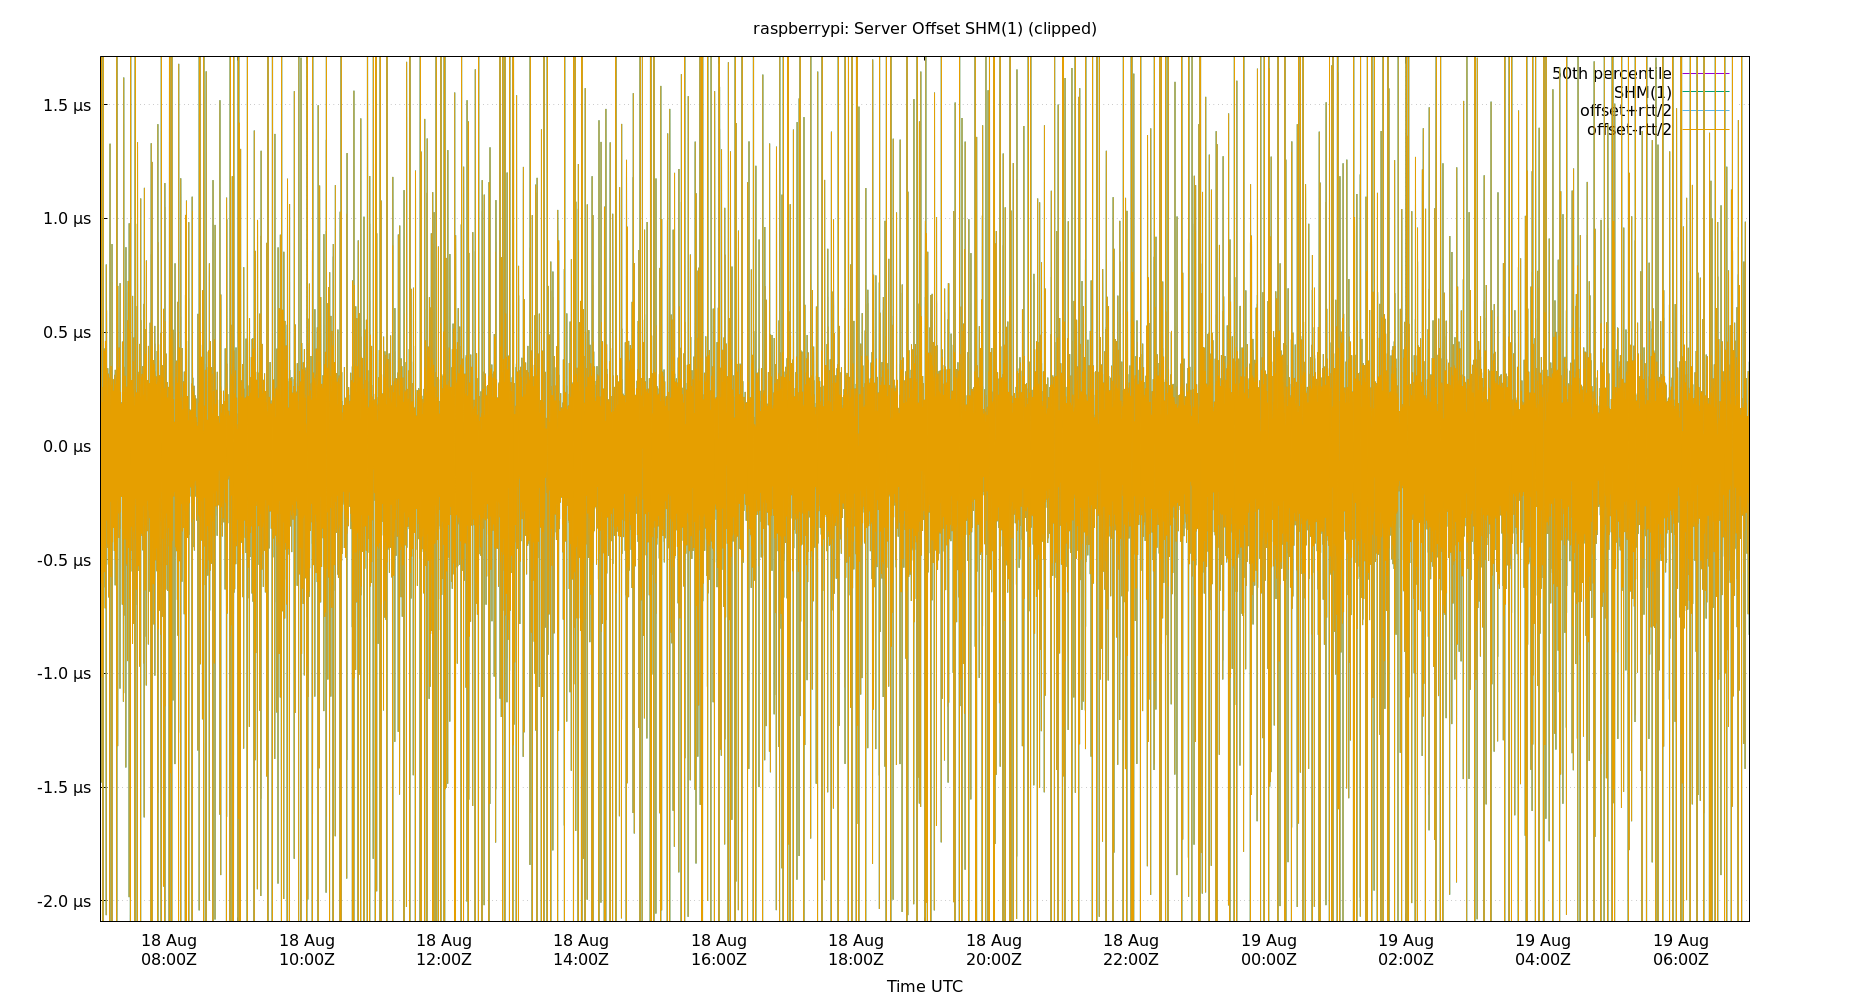 raspberrypi: Server Offset SHM(1) (clipped)
50th percentile
SHM(1)
offset+rtt/2
offset-rtt/2
1.5 µs
1.0 µs
0.5 µs
0.0 µs
-0.5 µs
-1.0 µs
-1.5 µs
-2.0 µs
18 Aug 18 Aug 18 Aug 18 Aug 18 Aug 18 Aug 18 Aug 18 Aug 19 Aug 19 Aug 19 Aug 19 Aug
08:00Z 10:00Z 12:00Z 14:00Z 16:00Z 18:00Z 20:00Z 22:00Z 00:00Z 02:00Z 04:00Z 06:00Z
Time UTC